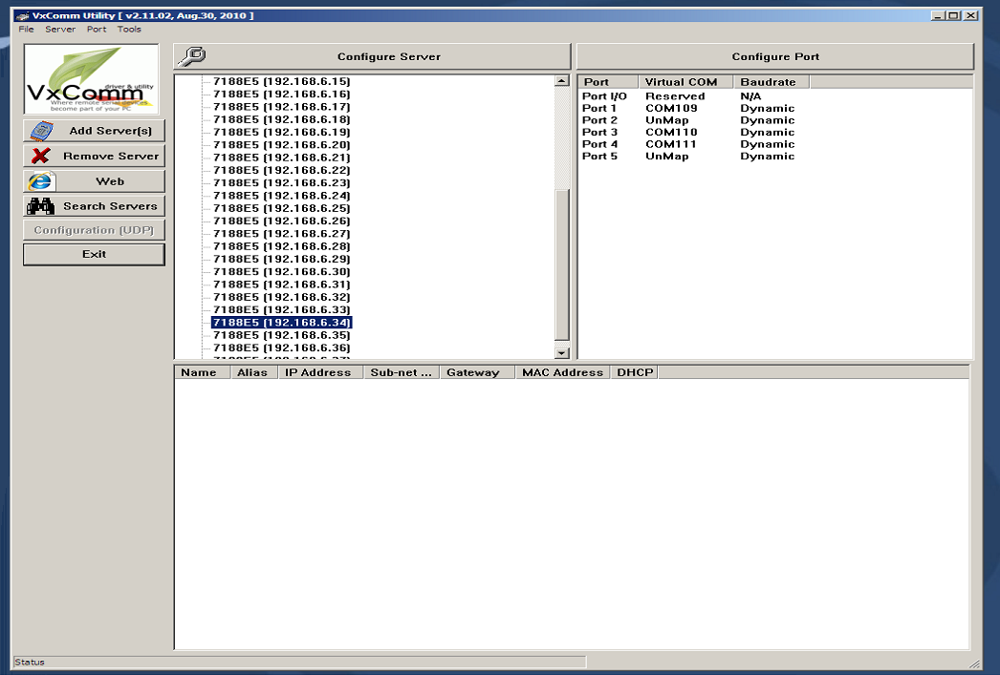 VxComm Utility [ v2.11.02, Aug.30, 2010 ]
File Server Port Tools
VxComm
driver & utility
Where remote serial devices
become part of your PC
Add Server(s)
Remove Server
Web
Search Servers
Configuration (UDP)
Exit
Configure Server
7188E5 (192.168.6.15)
7188E5 (192.168.6.16)
7188E5 (192.168.6.17)
7188E5 (192.168.6.18)
7188E5 (192.168.6.19)
7188E5 (192.168.6.20)
7188E5 (192.168.6.21)
7188E5 (192.168.6.22)
7188E5 (192.168.6.23)
7188E5 (192.168.6.24)
7188E5 (192.168.6.25)
7188E5 (192.168.6.26)
7188E5 (192.168.6.27)
7188E5 (192.168.6.28)
7188E5 (192.168.6.29)
7188E5 (192.168.6.30)
7188E5 (192.168.6.31)
7188E5 (192.168.6.32)
7188E5 (192.168.6.33)
7188E5 (192.168.6.34)
7188E5 (192.168.6.35)
7188E5 (192.168.6.36)
Configure Port
Port Virtual COM Baudrate
Port I/O Reserved N/A
Port 1 COM109 Dynamic
Port 2 UnMap Dynamic
Port 3 COM110 Dynamic
Port 4 COM111 Dynamic
Port 5 UnMap Dynamic
Name Alias IP Address Sub-net ... Gateway MAC Address DHCP
Status